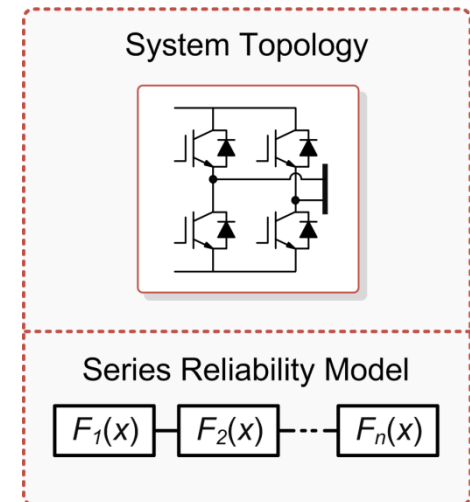 System Topology
Series Reliability Model
F₁(x) F₂(x) Fₙ(x)